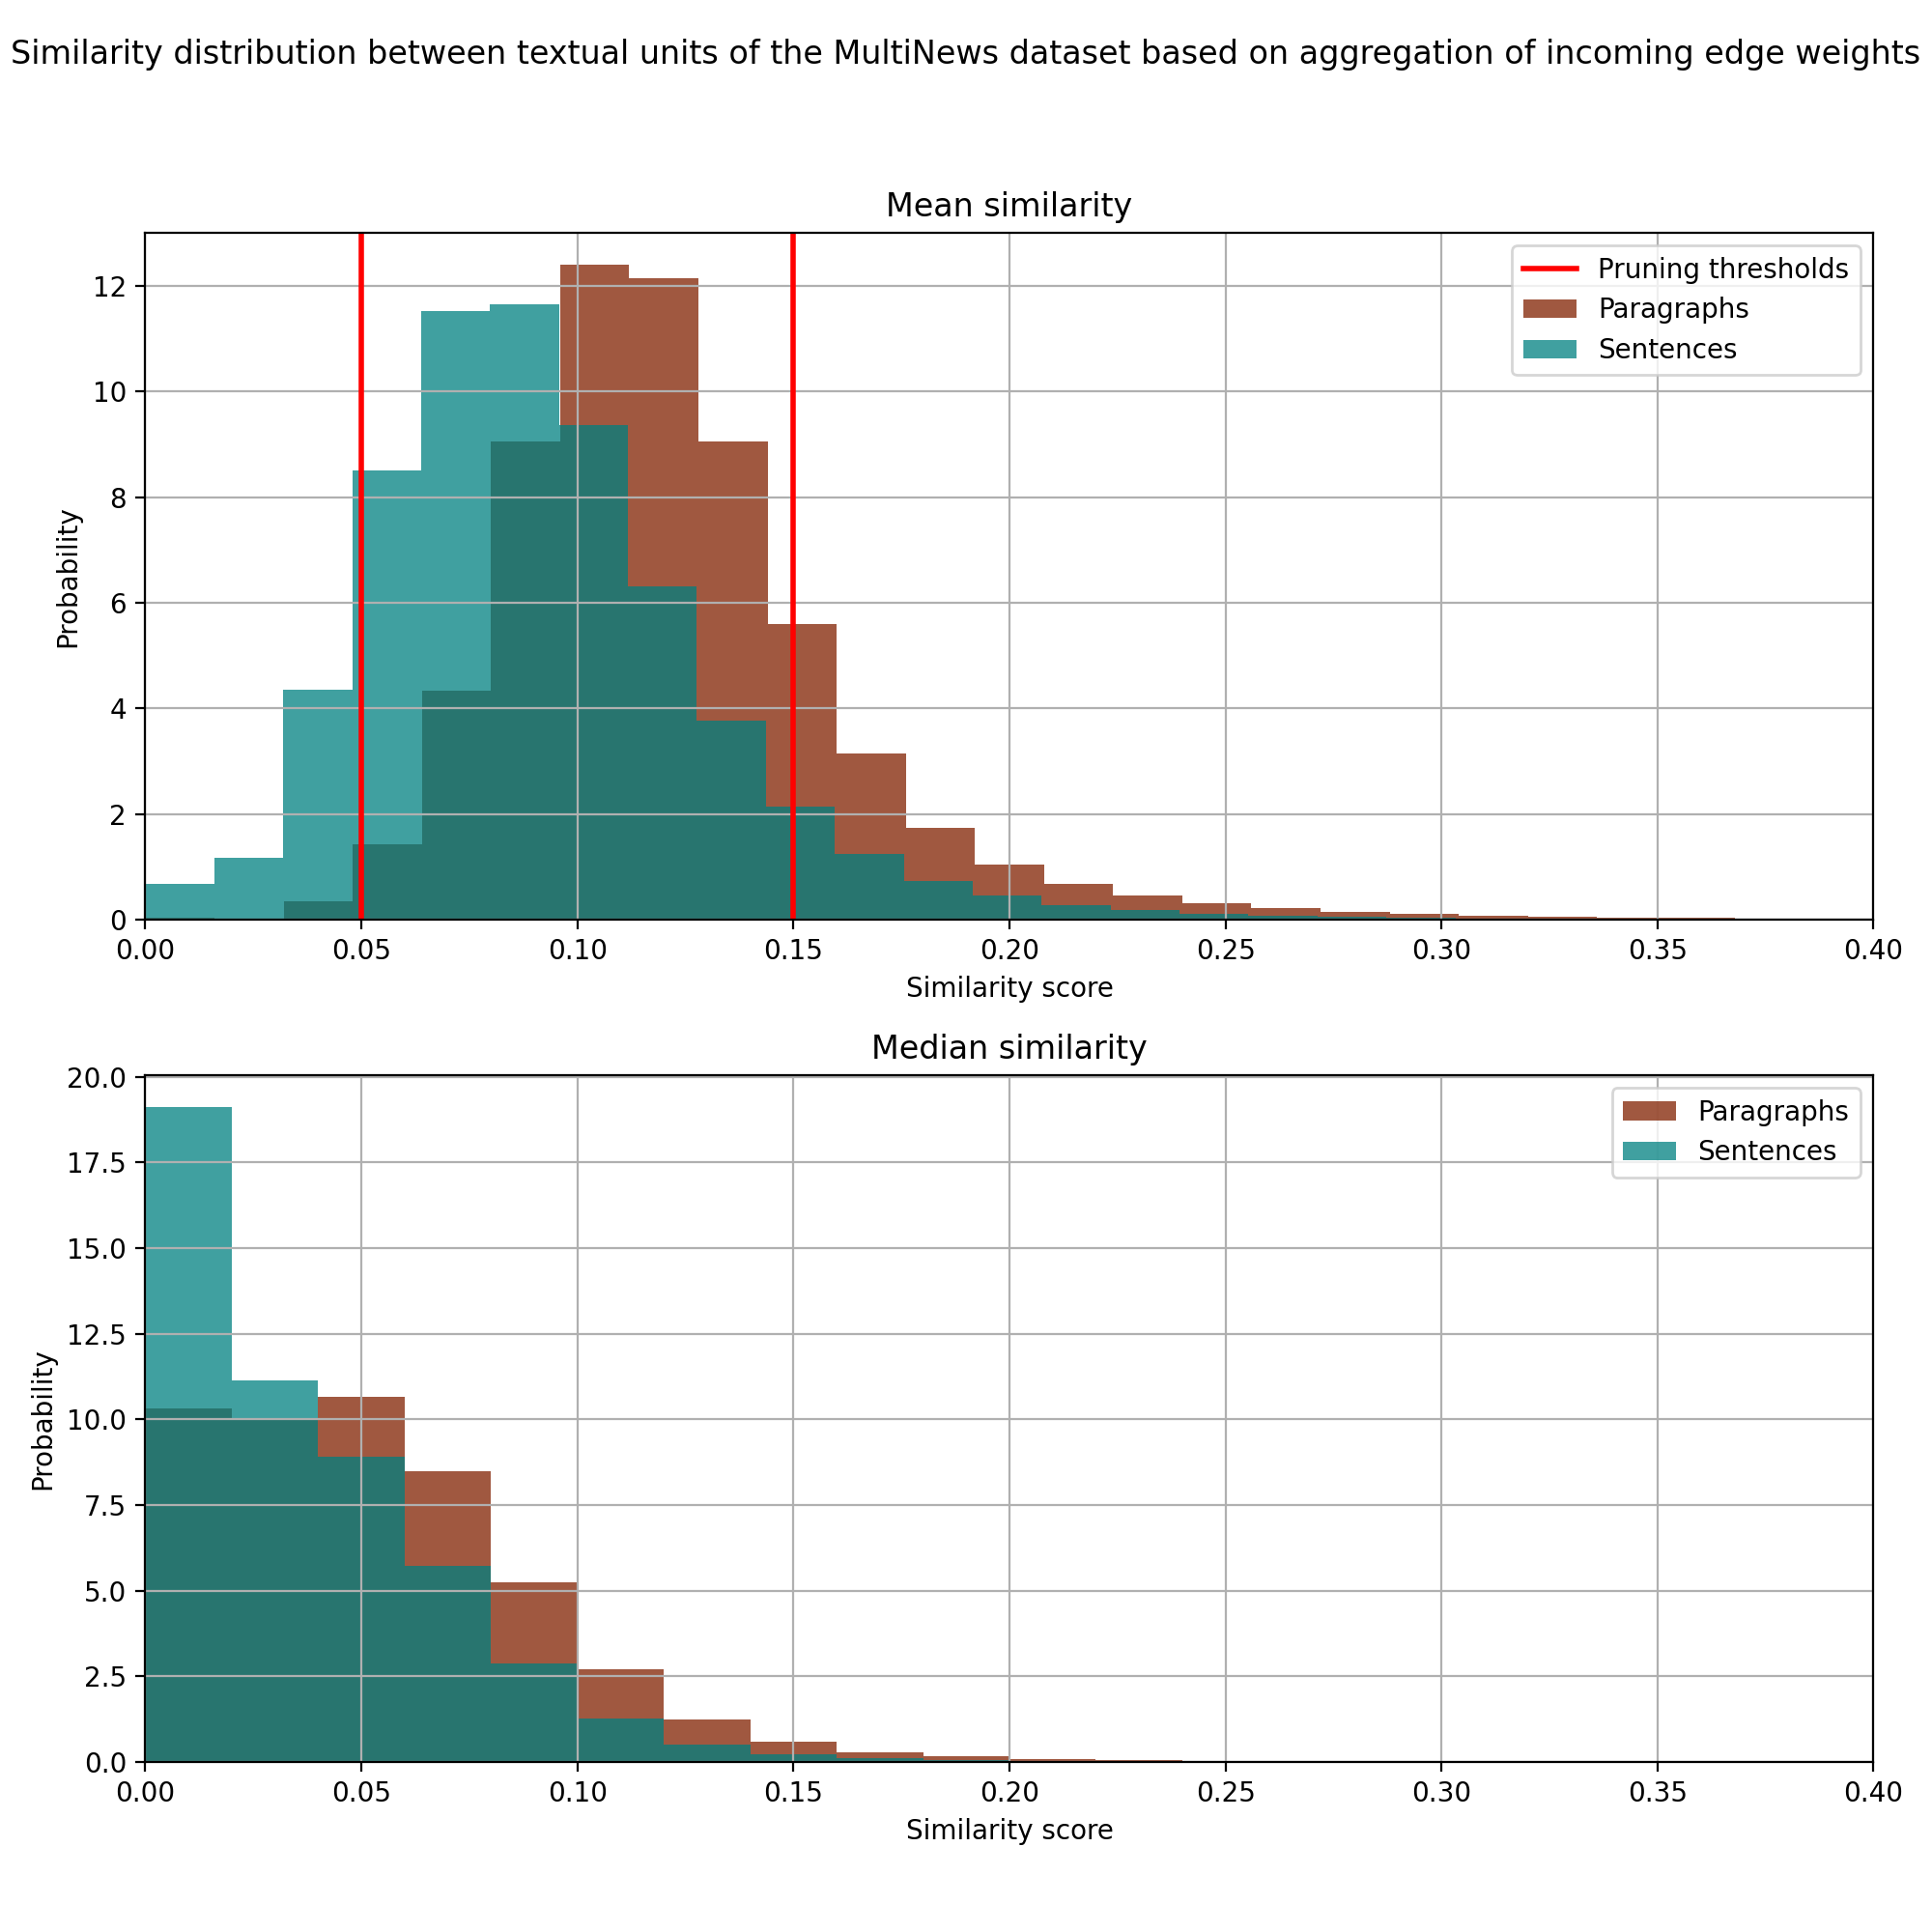 Similarity distribution between textual units of the MultiNews dataset based on aggregation of incoming edge weights
Mean similarity
Pruning thresholds
Paragraphs
Sentences
12
10
8
6
4
2
0
Probability
0.00 0.05 0.10 0.15 0.20 0.25 0.30 0.35 0.40
Similarity score
Median similarity
Paragraphs
Sentences
20.0
17.5
15.0
12.5
10.0
7.5
5.0
2.5
0.0
Probability
0.00 0.05 0.10 0.15 0.20 0.25 0.30 0.35 0.40
Similarity score